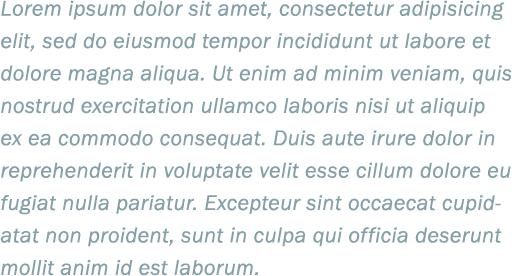 Lorem ipsum dolor sit amet, consectetur adipisicing
elit, sed do eiusmod tempor incididunt ut labore et
dolore magna aliqua. Ut enim ad minim veniam, quis
nostrud exercitation ullamco laboris nisi ut aliquip
ex ea commodo consequat. Duis aute irure dolor in
reprehenderit in voluptate velit esse cillum dolore eu
fugiat nulla pariatur. Excepteur sint occaecat cupid-
atat non proident, sunt in culpa qui officia deserunt
mollit anim id est laborum.